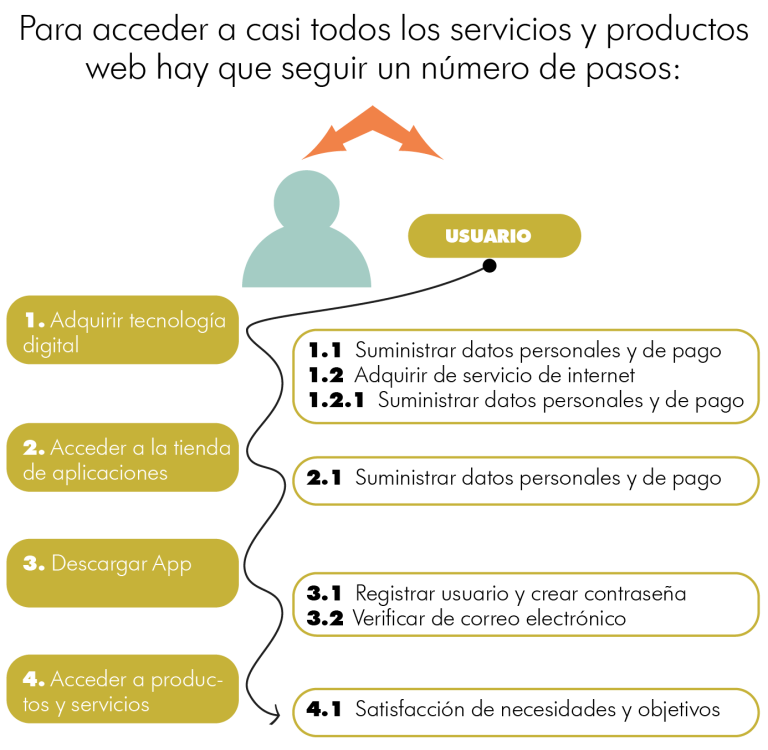 Para acceder a casi todos los servicios y productos
web hay que seguir un número de pasos:
USUARIO
1. Adquirir tecnología
digital
1.1 Suministrar datos personales y de pago
1.2 Adquirir de servicio de internet
1.2.1 Suministrar datos personales y de pago
2. Acceder a la tienda
de aplicaciones
2.1 Suministrar datos personales y de pago
3. Descargar App
3.1 Registrar usuario y crear contraseña
3.2 Verificar de correo electrónico
4. Acceder a produc-
tos y servicios
4.1 Satisfacción de necesidades y objetivos